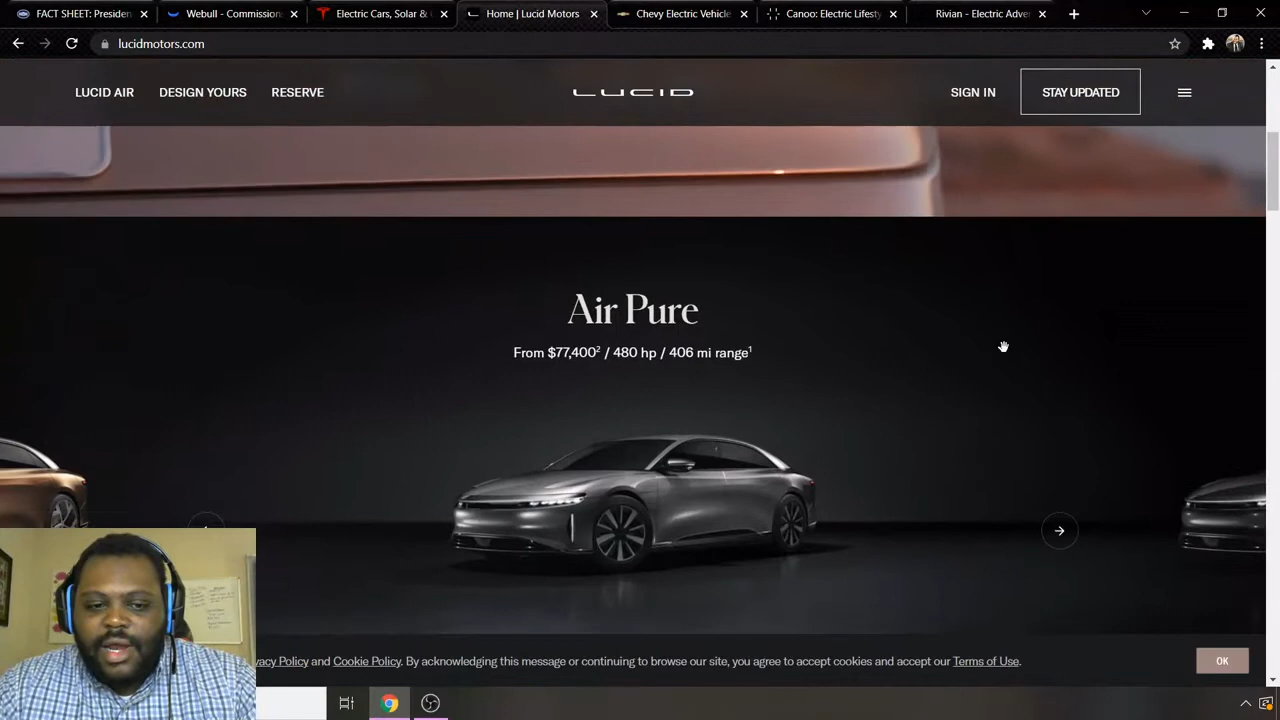 FACT SHEET: Presiden
Webull - Commission
Electric Cars, Solar &
Home | Lucid Motors
Chevy Electric Vehicle
Canoo: Electric Lifesty
Rivian - Electric Adve
lucidmotors.com
LUCID AIR DESIGN YOURS RESERVE LUCID SIGN IN STAY UPDATED
Air Pure
From $77,400² / 480 hp / 406 mi range¹
vacy Policy and Cookie Policy. By acknowledging this message or continuing to browse our site, you agree to accept cookies and accept our Terms of Use. OK